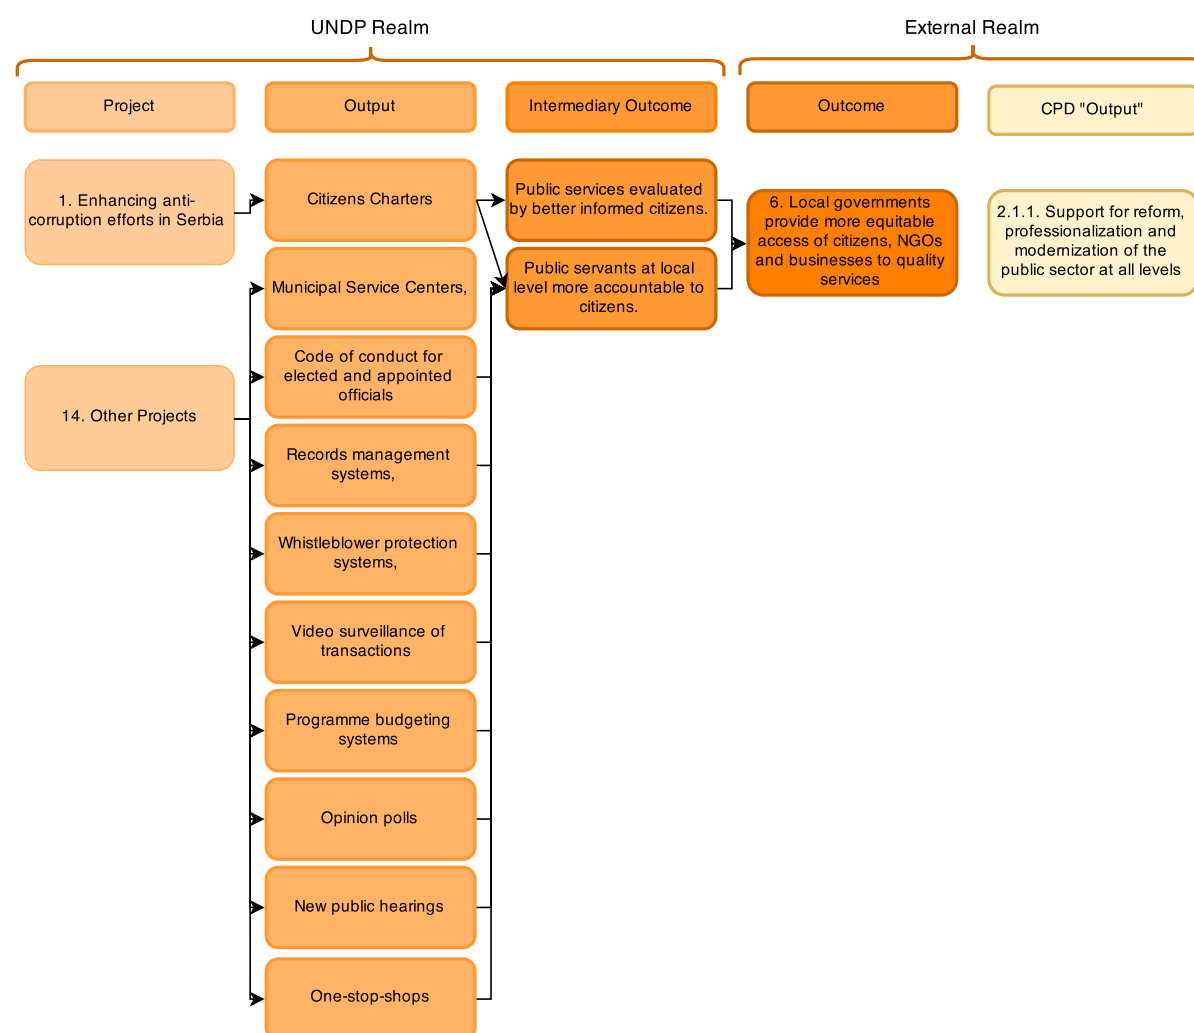 UNDP Realm
External Realm
Project
Output
Intermediary Outcome
Outcome
CPD "Output"
1. Enhancing anti-
corruption efforts in Serbia
Citizens Charters
Public services evaluated
by better informed citizens.
6. Local governments
provide more equitable
access of citizens, NGOs
and businesses to quality
services
2.1.1. Support for reform,
professionalization and
modernization of the
public sector at all levels
Municipal Service Centers,
Public servants at local
level more accountable to
citizens.
Code of conduct for
elected and appointed
officials
14. Other Projects
Records management
systems,
Whistleblower protection
systems,
Video surveillance of
transactions
Programme budgeting
systems
Opinion polls
New public hearings
One-stop-shops